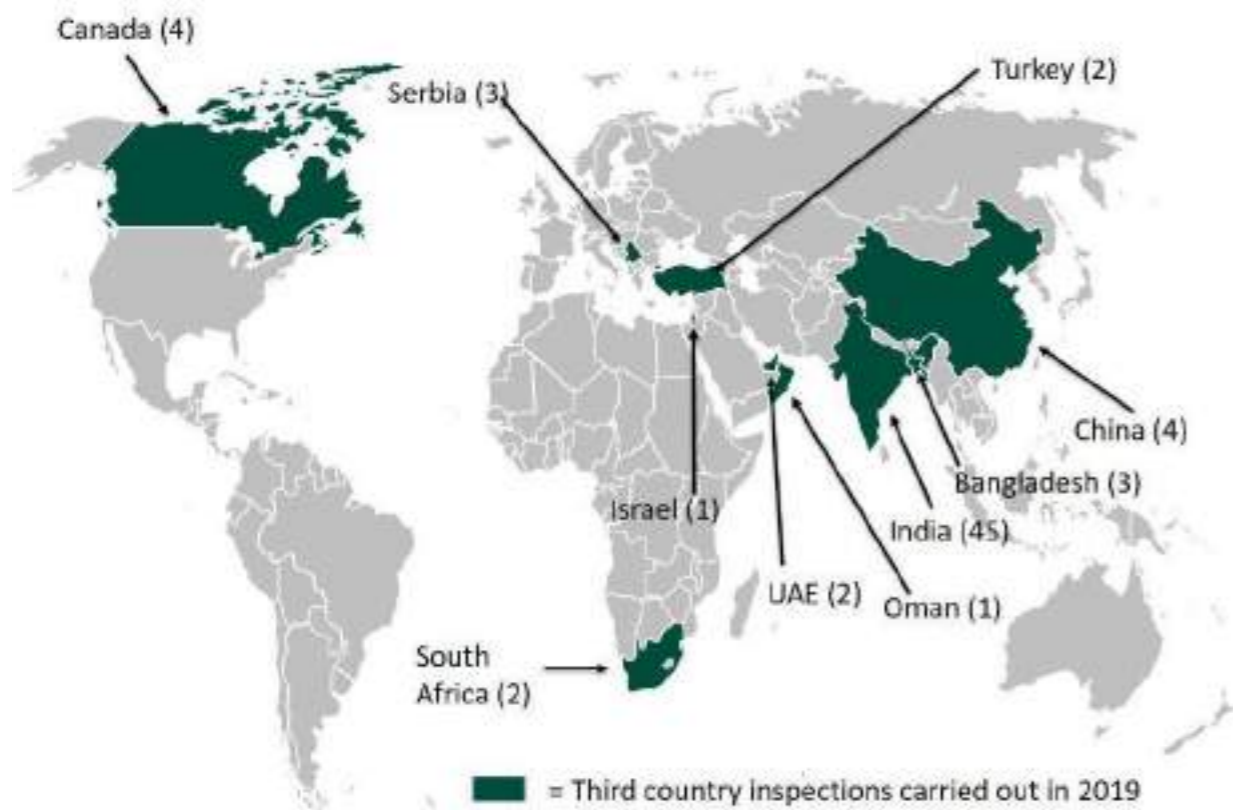 Canada (4)
Serbia (3)
Turkey (2)
China (4)
Bangladesh (3)
Israel (1)
India (45)
UAE (2)
Oman (1)
South
Africa (2)
= Third country inspections carried out in 2019